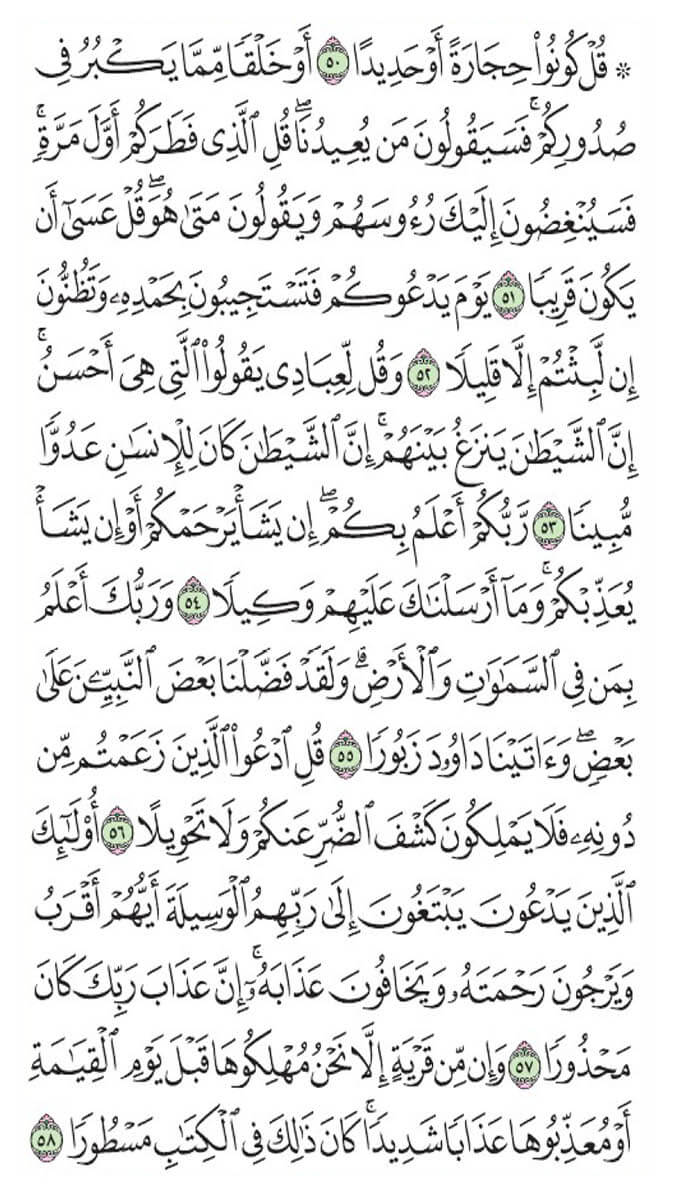 * قُلۡ كُونُواْ حِجَارَةً أَوۡ حَدِيدًا ٥٠ أَوۡ خَلۡقٗا مِّمَّا يَكۡبُرُ فِي
صُدُورِكُمۡۚ فَسَيَقُولُونَ مَن يُعِيدُنَاۖ قُلِ ٱلَّذِي فَطَرَكُمۡ أَوَّلَ مَرَّةٖۚ
فَسَيُنۡغِضُونَ إِلَيۡكَ رُءُوسَهُمۡ وَيَقُولُونَ مَتَىٰ هُوَۖ قُلۡ عَسَىٰٓ أَن
يَكُونَ قَرِيبٗا ٥١ يَوۡمَ يَدۡعُوكُمۡ فَتَسۡتَجِيبُونَ بِحَمۡدِهِۦ وَتَظُنُّونَ
إِن لَّبِثۡتُمۡ إِلَّا قَلِيلٗا ٥٢ وَقُل لِّعِبَادِي يَقُولُواْ ٱلَّتِي هِيَ أَحۡسَنُۚ
إِنَّ ٱلشَّيۡطَٰنَ يَنزَغُ بَيۡنَهُمۡۚ إِنَّ ٱلشَّيۡطَٰنَ كَانَ لِلۡإِنسَٰنِ عَدُوّٗا
مُّبِينٗا ٥٣ رَّبُّكُمۡ أَعۡلَمُ بِكُمۡۖ إِن يَشَأۡ يَرۡحَمۡكُمۡ أَوۡ إِن يَشَأۡ
يُعَذِّبۡكُمۡۚ وَمَآ أَرۡسَلۡنَٰكَ عَلَيۡهِمۡ وَكِيلٗا ٥٤ وَرَبُّكَ أَعۡلَمُ
بِمَن فِي ٱلسَّمَٰوَٰتِ وَٱلۡأَرۡضِۗ وَلَقَدۡ فَضَّلۡنَا بَعۡضَ ٱلنَّبِيِّـۧنَ عَلَىٰ
بَعۡضٖۖ وَءَاتَيۡنَا دَاوُۥدَ زَبُورٗا ٥٥ قُلِ ٱدۡعُواْ ٱلَّذِينَ زَعَمۡتُم مِّن
دُونِهِۦ فَلَا يَمۡلِكُونَ كَشۡفَ ٱلضُّرِّ عَنكُمۡ وَلَا تَحۡوِيلًا ٥٦ أُوْلَٰٓئِكَ
ٱلَّذِينَ يَدۡعُونَ يَبۡتَغُونَ إِلَىٰ رَبِّهِمُ ٱلۡوَسِيلَةَ أَيُّهُمۡ أَقۡرَبُ
وَيَرۡجُونَ رَحۡمَتَهُۥ وَيَخَافُونَ عَذَابَهُۥٓۚ إِنَّ عَذَابَ رَبِّكَ كَانَ
مَحۡذُورٗا ٥٧ وَإِن مِّن قَرۡيَةٍ إِلَّا نَحۡنُ مُهۡلِكُوهَا قَبۡلَ يَوۡمِ ٱلۡقِيَٰمَةِ
أَوۡ مُعَذِّبُوهَا عَذَابٗا شَدِيدٗاۚ كَانَ ذَٰلِكَ فِي ٱلۡكِتَٰبِ مَسۡطُورٗا ٥٨